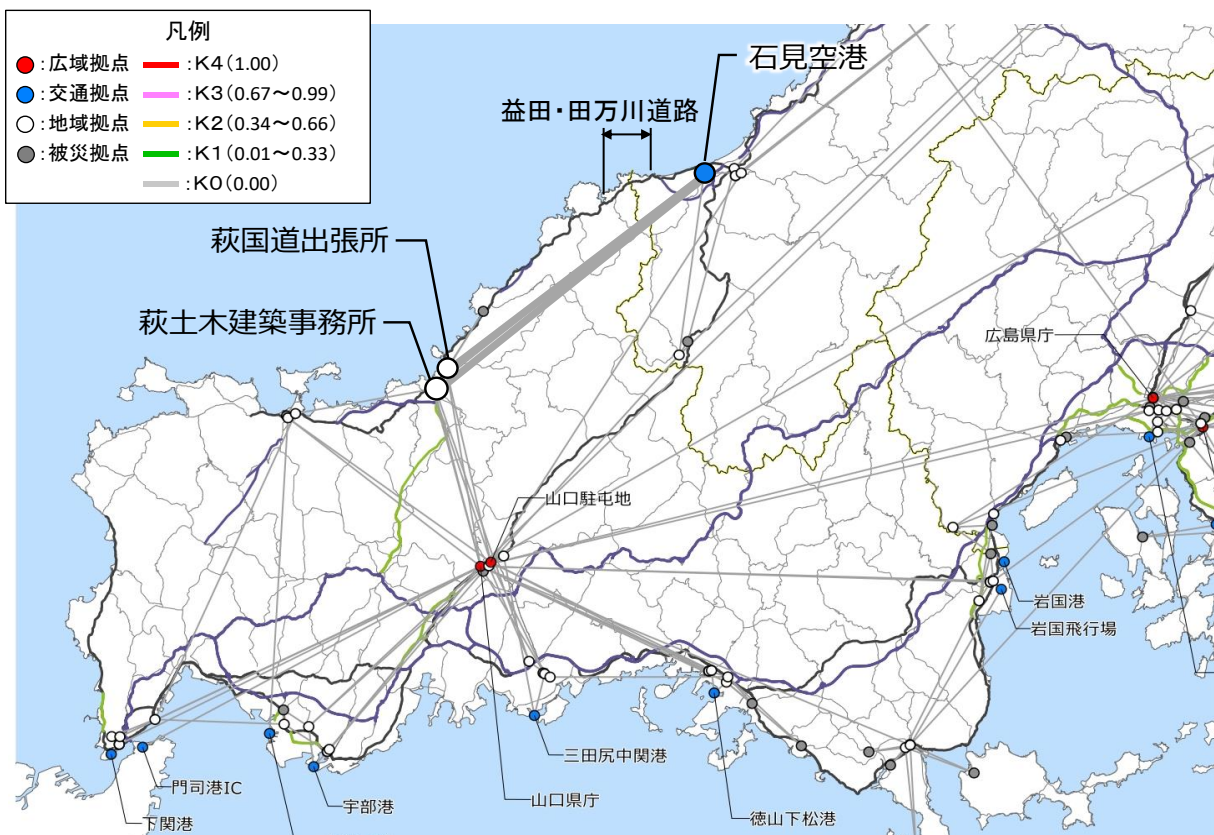 凡例
:広域拠点 :K4(1.00)
:交通拠点 :K3(0.67～0.99)
:地域拠点 :K2(0.34～0.66)
:被災拠点 :K1(0.01～0.33)
:K0(0.00)
石見空港
益田・田万川道路
萩国道出張所
萩土木建築事務所
広島県庁
山口駐屯地
岩国港
岩国飛行場
三田尻中関港
門司港IC
山口県庁
宇部港
徳山下松港
下関港